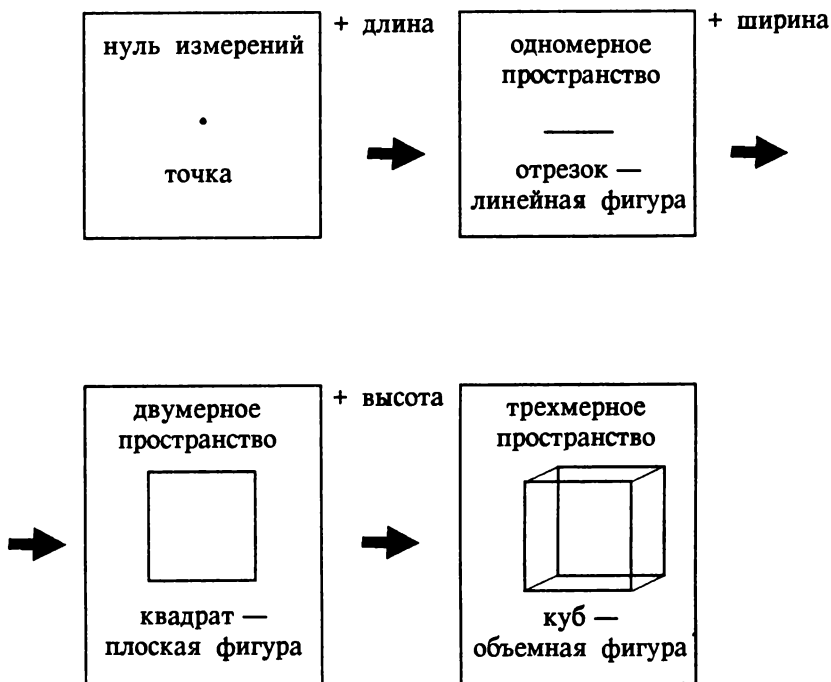 нуль измерений
точка
+ длина
одномерное
пространство
отрезок —
линейная фигура
+ ширина
двумерное
пространство
квадрат —
плоская фигура
+ высота
трехмерное
пространство
куб —
объемная фигура